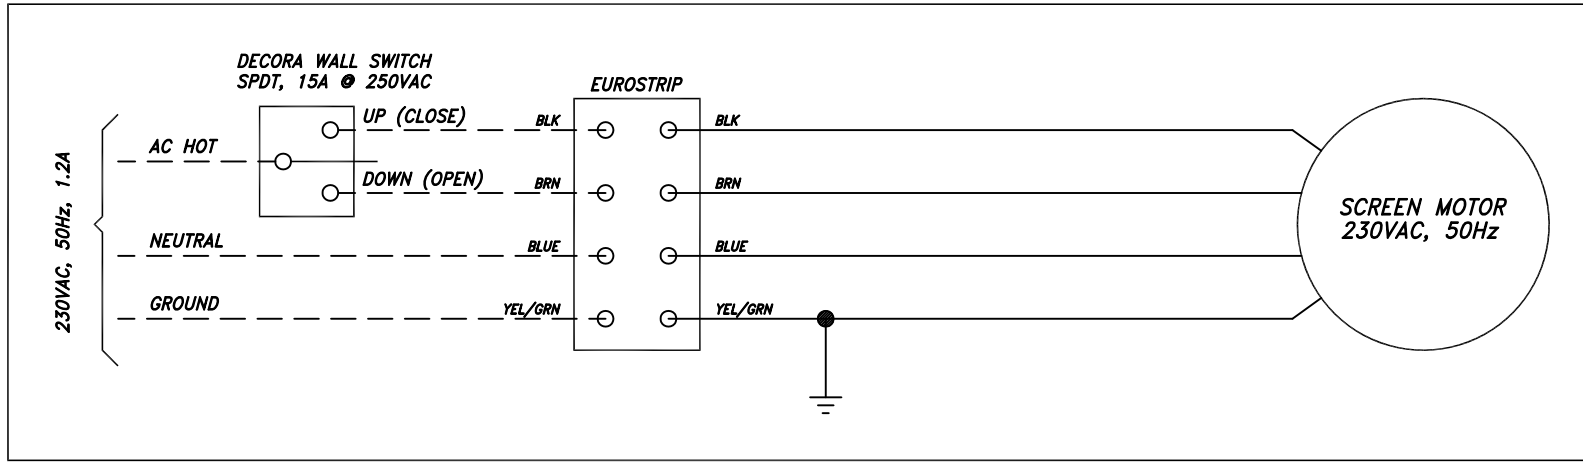 DECORA WALL SWITCH
SPDT, 15A @ 250VAC
EUROSTRIP
UP (CLOSE)
BLK
BLK
AC HOT
DOWN (OPEN)
BRN
BRN
230VAC, 50Hz, 1.2A
SCREEN MOTOR
230VAC, 50Hz
NEUTRAL
BLUE
BLUE
GROUND
YEL/GRN
YEL/GRN